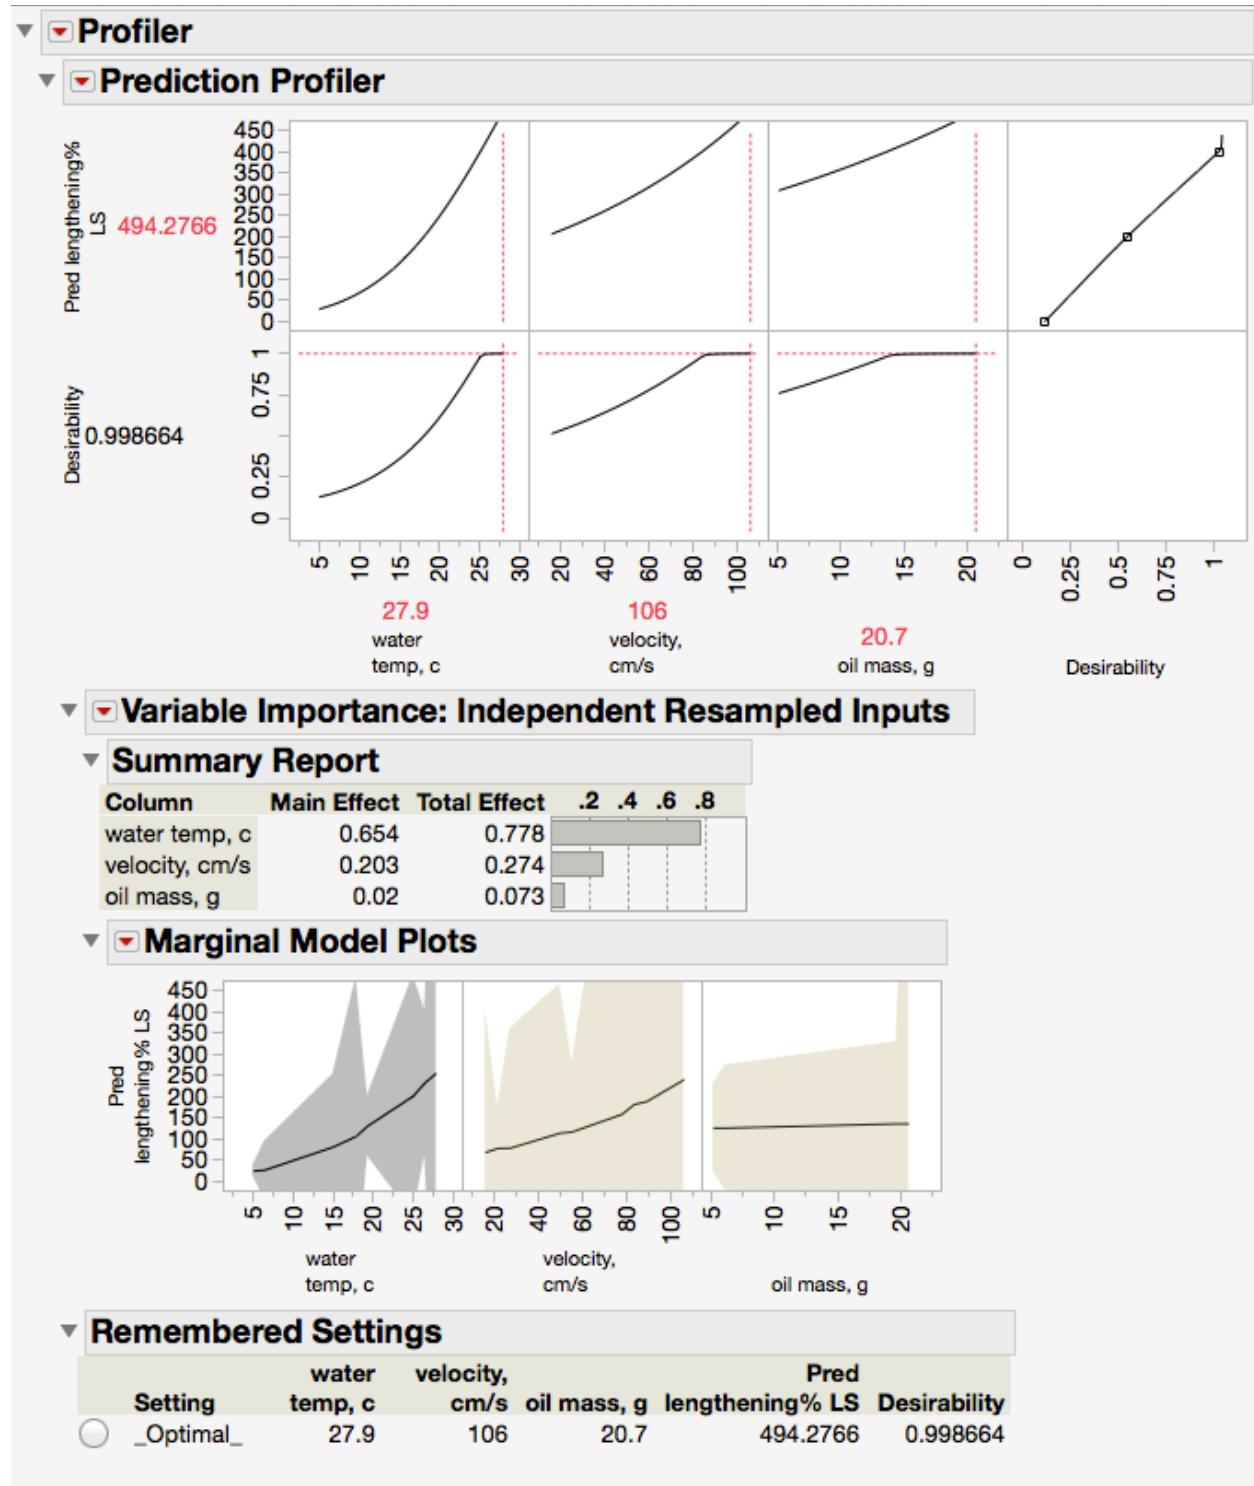 Profiler
Prediction Profiler
Pred lengthening%
LS
494.2766
450
400
350
300
250
200
150
100
50
0
Desirability
0.998664
1
0.75
0.25
0
5 10 15 20 25 30
20 40 60 80 100
5 10 15 20
0 0.25 0.5 0.75 1
27.9
water
temp, c
106
velocity,
cm/s
20.7
oil mass, g
Desirability
Variable Importance: Independent Resampled Inputs
Summary Report
Column Main Effect Total Effect .2 .4 .6 .8
water temp, c 0.654 0.778
velocity, cm/s 0.203 0.274
oil mass, g 0.02 0.073
Marginal Model Plots
Pred
lengthening% LS
450
400
350
300
250
200
150
100
50
0
5 10 15 20 25 30
20 40 60 80 100
5 10 15 20
water
temp, c
velocity,
cm/s
oil mass, g
Remembered Settings
water velocity, Pred
Setting temp, c cm/s oil mass, g lengthening% LS Desirability
_Optimal_ 27.9 106 20.7 494.2766 0.998664